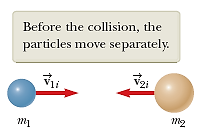 Before the collision, the
particles move separately.
v⃗1i v⃗2i
m1 m2